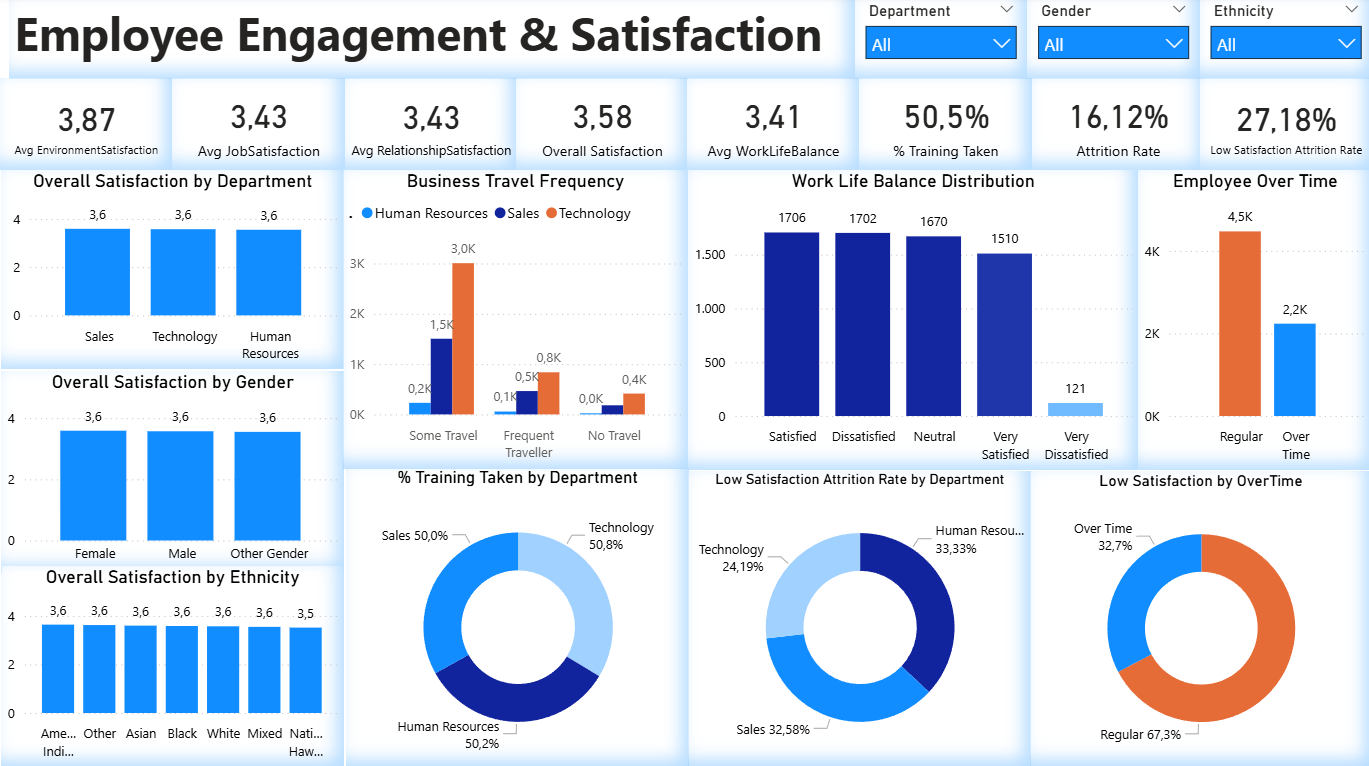 Employee Engagement & Satisfaction
Department
All
Gender
All
Ethnicity
All
3,87
Avg EnvironmentSatisfaction
3,43
Avg JobSatisfaction
3,43
Avg RelationshipSatisfaction
3,58
Overall Satisfaction
3,41
Avg WorkLifeBalance
50,5%
% Training Taken
16,12%
Attrition Rate
27,18%
Low Satisfaction Attrition Rate
Overall Satisfaction by Department
4
2
0
3,6
3,6
3,6
Sales
Technology
Human
Resources
Business Travel Frequency
. Human Resources Sales Technology
3K
2K
1K
0K
0,2K
1,5K
3,0K
0,1K
0,5K
0,8K
0,0K
0,4K
Some Travel
Frequent
Traveller
No Travel
Work Life Balance Distribution
1.500
1.000
500
0
1706
1702
1670
1510
121
Satisfied
Dissatisfied
Neutral
Very
Satisfied
Very
Dissatisfied
Employee Over Time
4K
2K
0K
4,5K
2,2K
Regular
Over
Time
Overall Satisfaction by Gender
4
2
0
3,6
3,6
3,6
Female
Male
Other Gender
Overall Satisfaction by Ethnicity
4
2
0
3,6
3,6
3,6
3,6
3,6
3,6
3,5
Ame...
Indi...
Other
Asian
Black
White
Mixed
Nati...
Haw...
% Training Taken by Department
Sales 50,0%
Technology
50,8%
Human Resources
50,2%
Low Satisfaction Attrition Rate by Department
Technology
24,19%
Human Resou...
33,33%
Sales 32,58%
Low Satisfaction by OverTime
Over Time
32,7%
Regular 67,3%